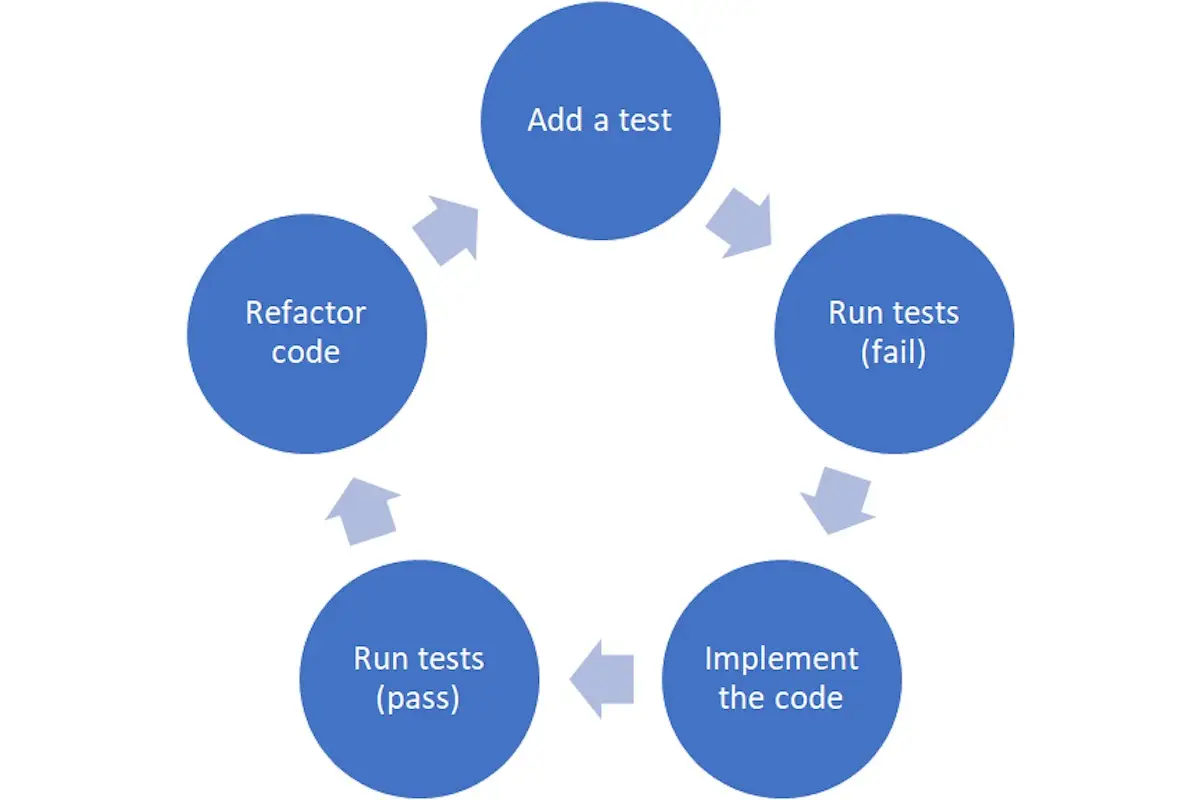 Add a test
Run tests
(fail)
Implement
the code
Run tests
(pass)
Refactor
code